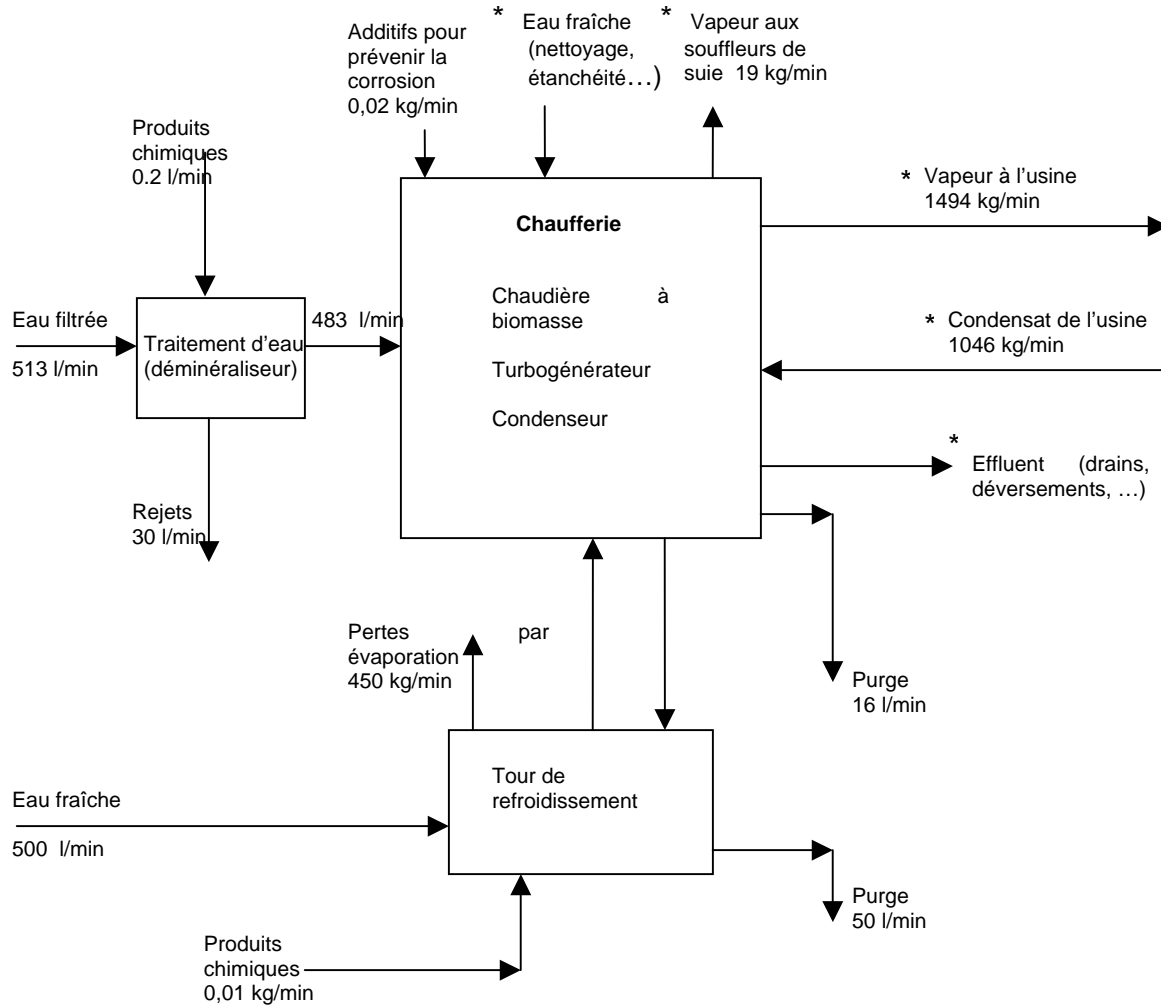 Additifs pour
prévenir la
corrosion
0,02 kg/min
* Eau fraîche
(nettoyage,
étanchéité…)
* Vapeur aux
souffleurs de
suie 19 kg/min
Produits
chimiques
0.2 l/min
* Vapeur à l’usine
1494 kg/min
Chaufferie
Chaudière à
biomasse
Turbogénérateur
Condenseur
Eau filtrée
513 l/min
Traitement d’eau
(déminéraliseur)
483 l/min
* Condensat de l’usine
1046 kg/min
*
Effluent (drains,
déversements, …)
Rejets
30 l/min
Pertes par
évaporation
450 kg/min
Purge
16 l/min
Tour de
refroidissement
Eau fraîche
500 l/min
Purge
50 l/min
Produits
chimiques
0,01 kg/min